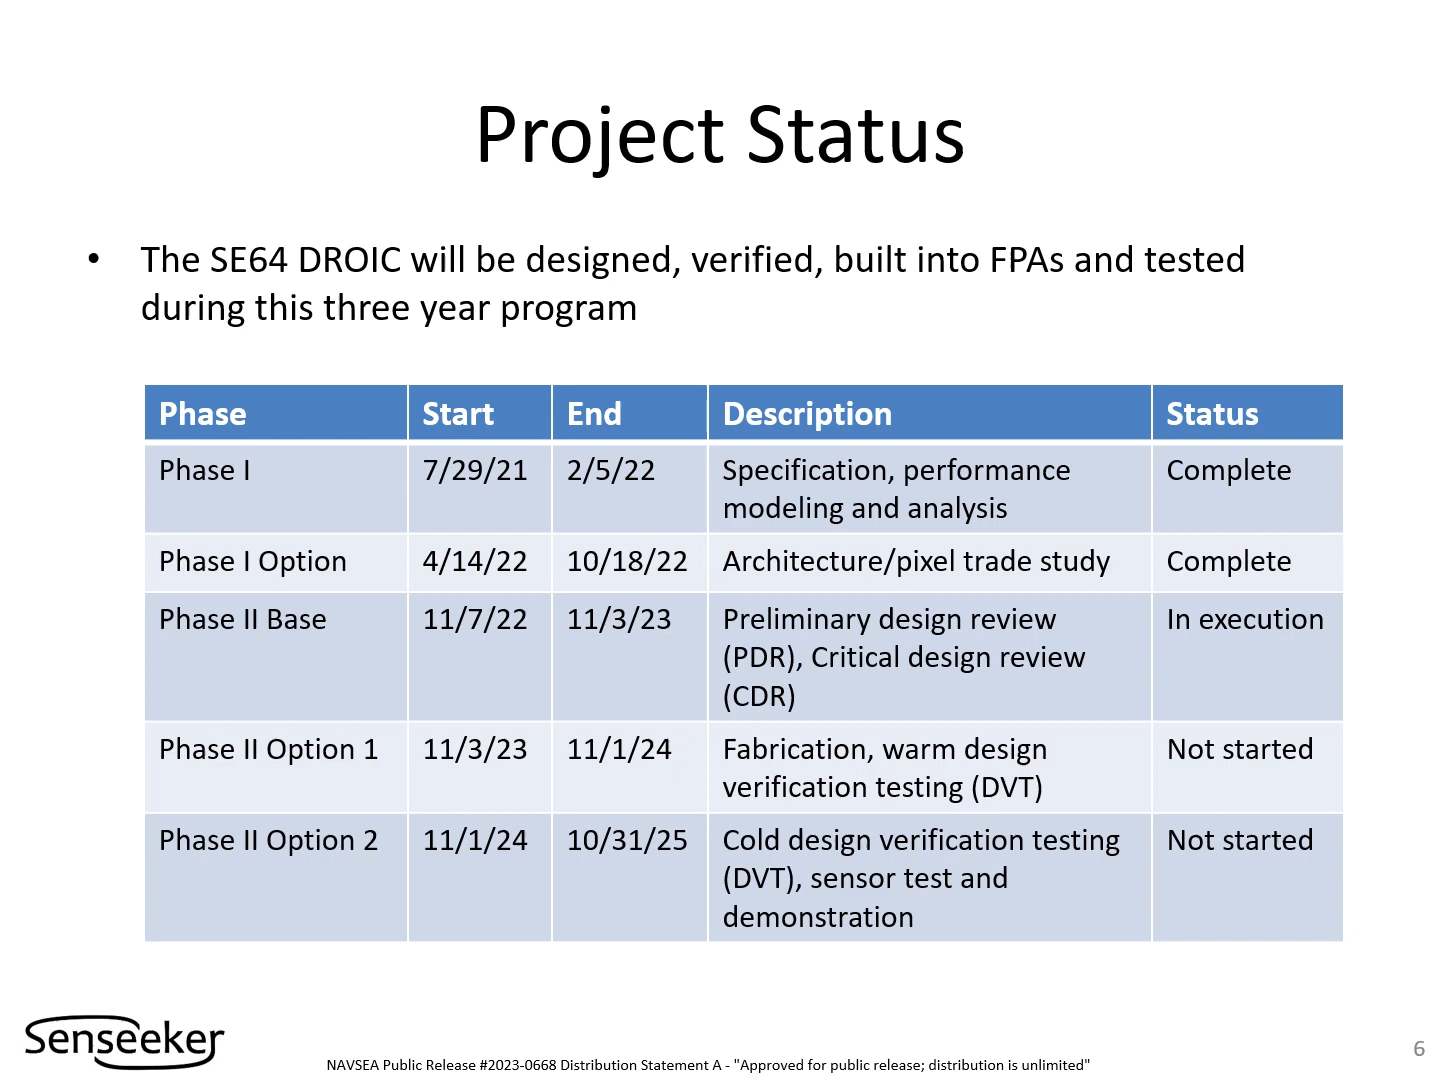 Project Status
• The SE64 DROIC will be designed, verified, built into FPAs and tested
during this three year program
Phase Start End Description Status
Phase I 7/29/21 2/5/22 Specification, performance Complete
modeling and analysis
Phase I Option 4/14/22 10/18/22 Architecture/pixel trade study Complete
Phase II Base 11/7/22 11/3/23 Preliminary design review In execution
(PDR), Critical design review
(CDR)
Phase II Option 1 11/3/23 11/1/24 Fabrication, warm design Not started
verification testing (DVT)
Phase II Option 2 11/1/24 10/31/25 Cold design verification testing Not started
(DVT), sensor test and
demonstration
Senseeker
NAVSEA Public Release #2023-0668 Distribution Statement A - "Approved for public release; distribution is unlimited"
6